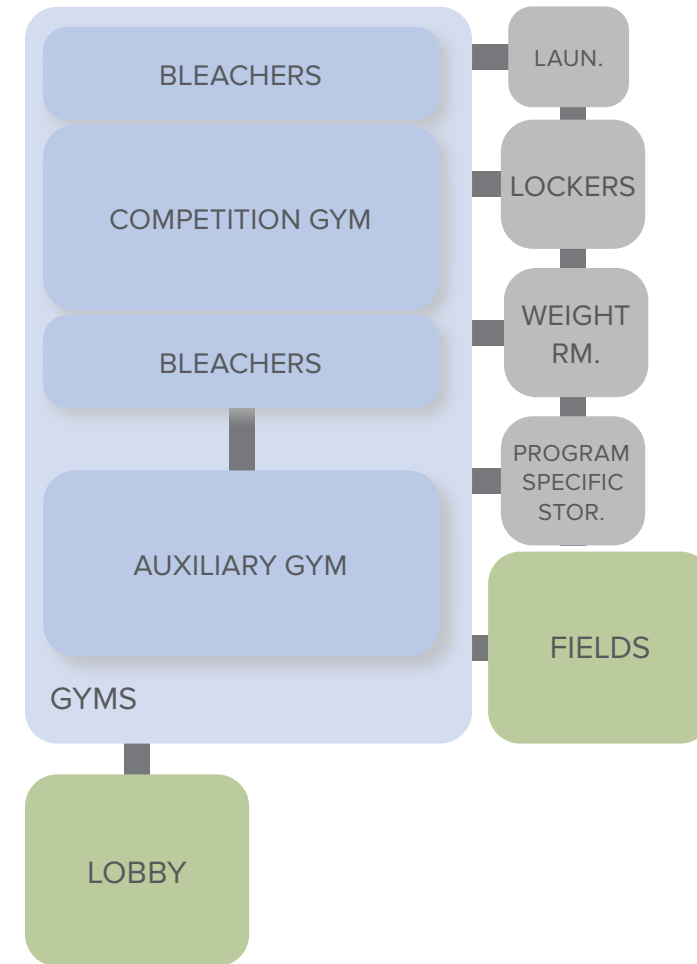 BLEACHERS
COMPETITION GYM
BLEACHERS
AUXILIARY GYM
GYMS
LAUN.
LOCKERS
WEIGHT
RM.
PROGRAM
SPECIFIC
STOR.
FIELDS
LOBBY